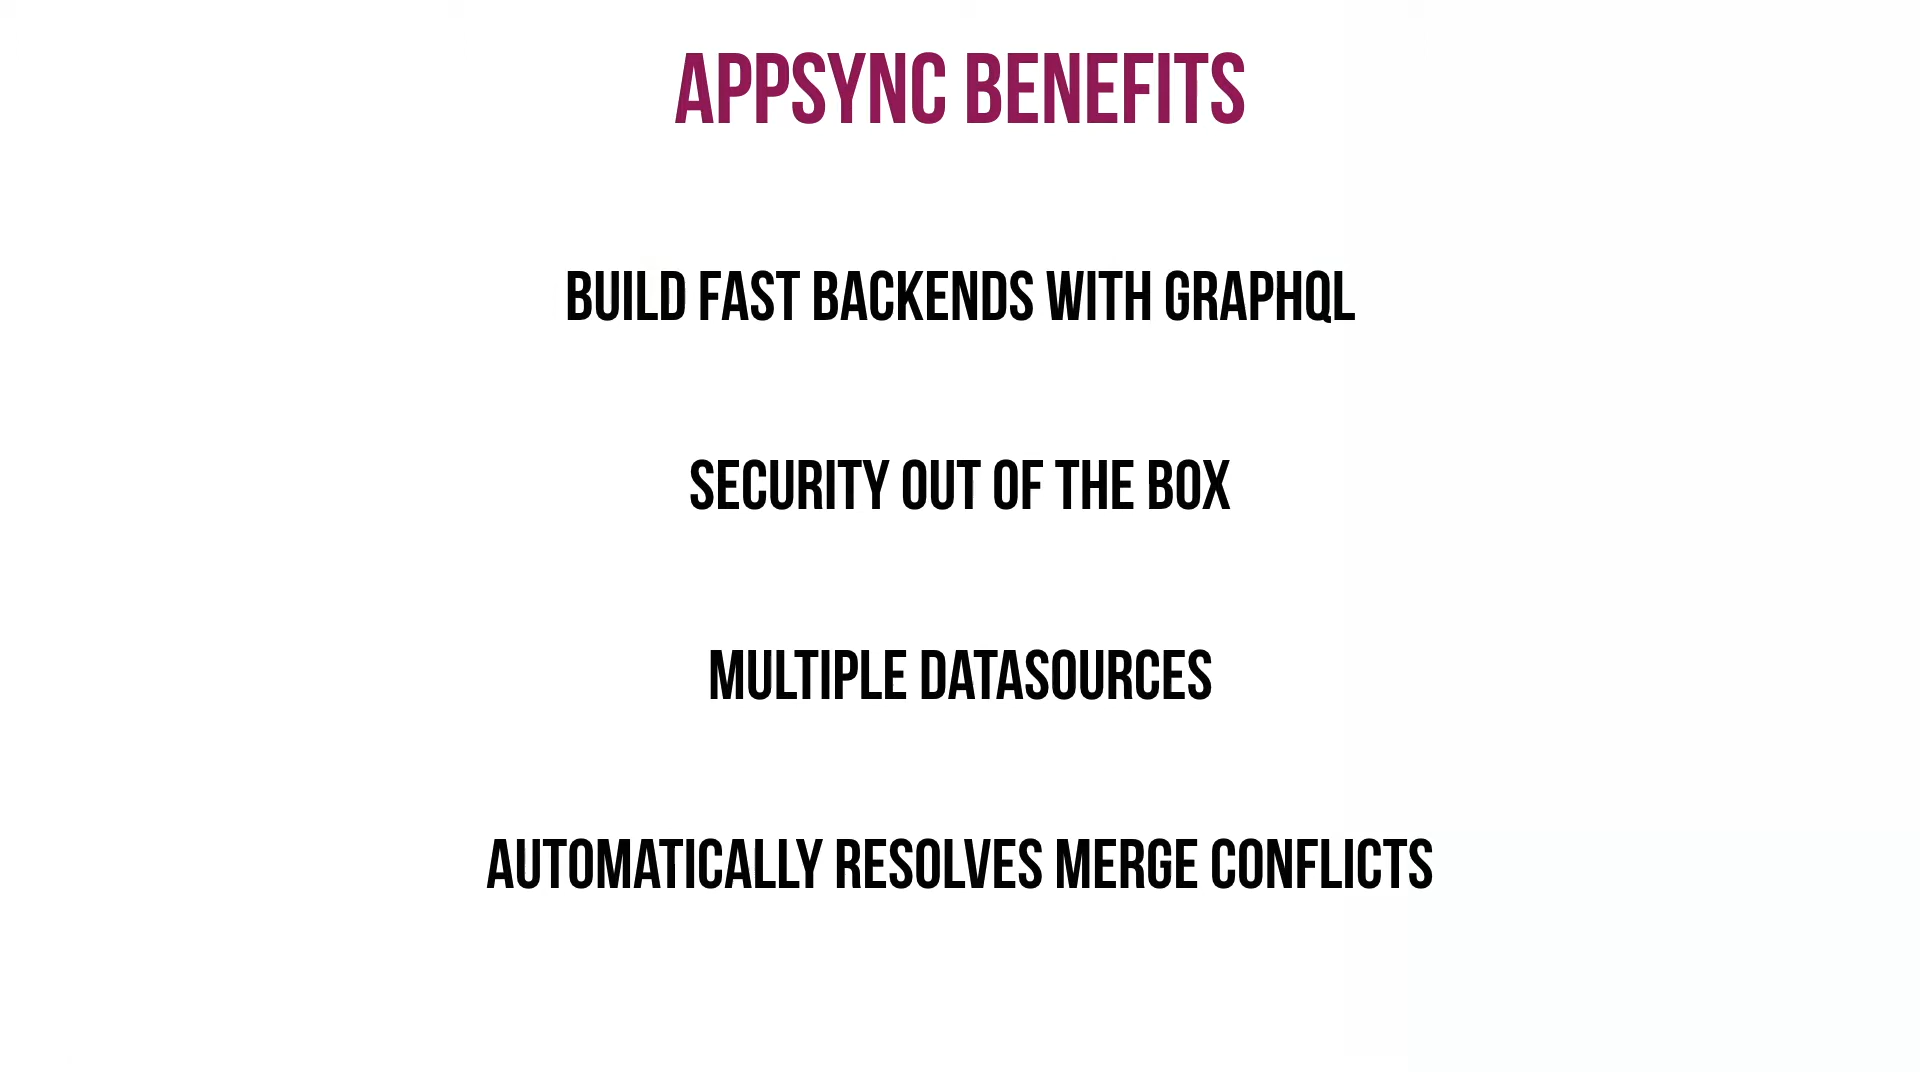 APPSYNC BENEFITS
BUILD FAST BACKENDS WITH GRAPHQL
SECURITY OUT OF THE BOX
MULTIPLE DATASOURCES
AUTOMATICALLY RESOLVES MERGE CONFLICTS